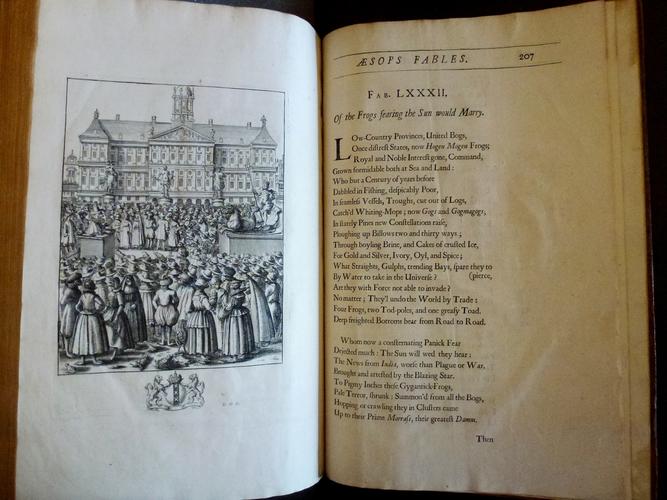 ÆSOPS FABLES. 207
FAB. LXXXII.
Of the Frogs fearing the Sun would Marry.
LOw-Country Provinces, United Bogs,
Once distrest States, now Hogen Mogen Frogs;
Royal and Noble Interest gone, Command,
Grown formidable both at Sea and Land:
Who but a Century of years before
Dabbled in Fishing, despicably Poor,
In seamless Vessels, Troughs, cut out of Logs,
Catch'd Whiting-Mops; now Gogs and Gogmagogs,
In stately Pines new Constellations raise,
Ploughing up Billows two and thirty ways;
Through boyling Brine, and Cakes of crusted Ice,
For Gold and Silver, Ivory, Oyl, and Spice;
What Straights, Gulphs, trending Bays, spare they to
By Water to take in the Universe? (pierce,
Are they with Force not able to invade?
No matter; They'l undo the World by Trade:
Four Frogs, two Tod-poles, and one greasy Toad.
Deep freighted Bottoms bear from Road to Road.
Whom now a consternating Panick Fear
Dejected much: The Sun will wed they hear:
The News from India, worse than Plague or War,
Brought and attested by the Blazing Star.
To Pigmy Inches these Gygantick-Frogs,
Pale Terror, shrunk: Summon'd from all the Bogs,
Hopping or crawling they in Clusters came
Up to their Prime Morrass, their greatest Damm.
Then